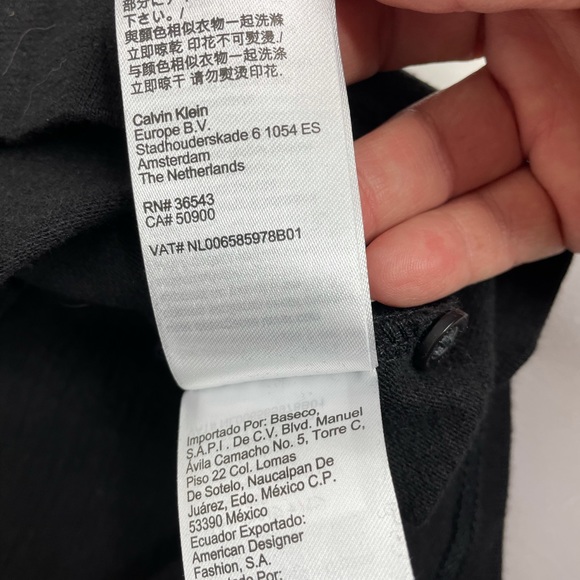 下さい。/
與顏色相似衣物一起洗滌
立即晾乾 印花不可熨燙./
与颜色相似衣物一起洗涤
立即晾干 请勿熨烫印花.
Calvin Klein
Europe B.V.
Stadhouderskade 6 1054 ES
Amsterdam
The Netherlands
RN# 36543
CA# 50900
VAT# NL006585978B01
Importado Por: Baseco,
S.A.P.I . De C.V. Blvd. Manuel
Ávila Camacho No. 5, Torre C,
Piso 22 Col. Lomas
De Sotelo, Naucalpan De
Juárez, Edo. México C.P.
53390 México
Ecuador Exportado:
American Designer
Fashion, S.A.
Por: